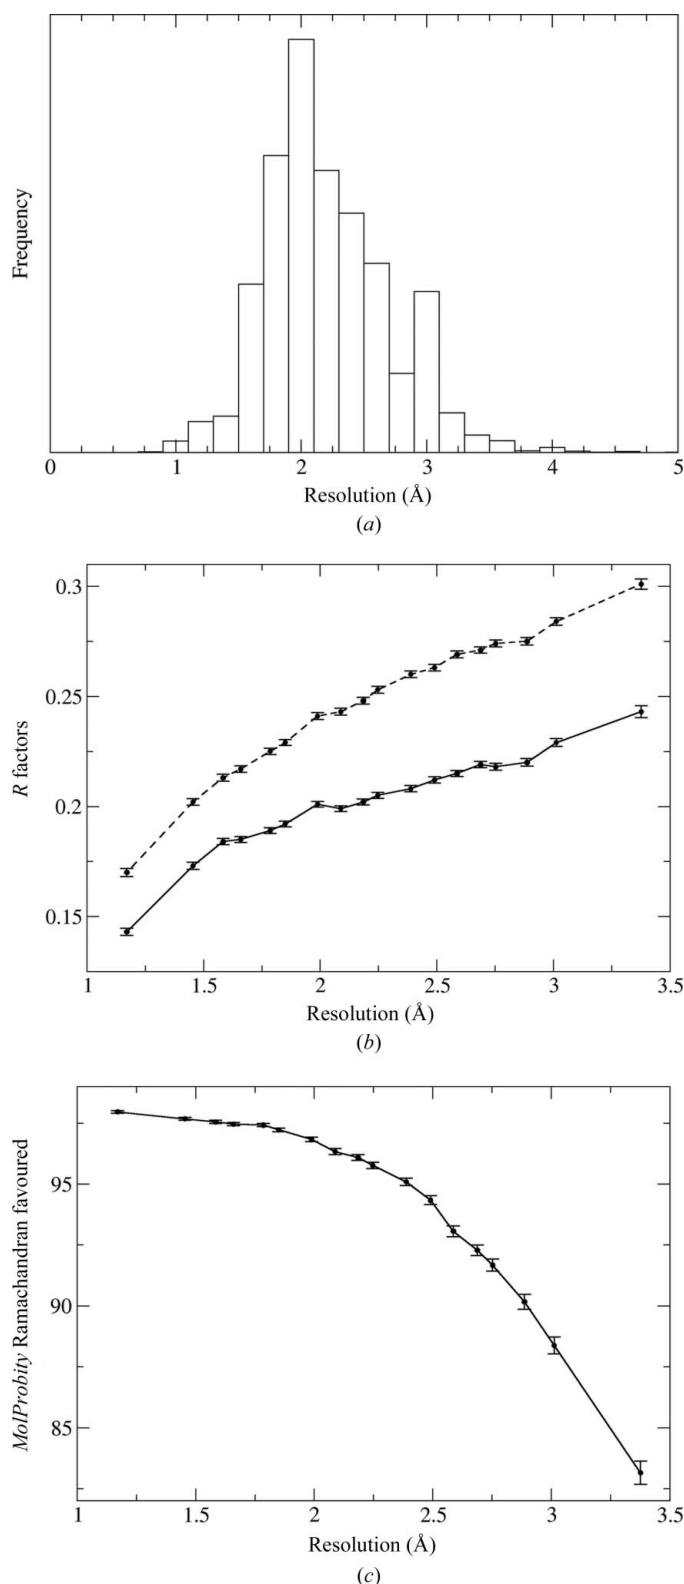 Frequency
0 1 2 3 4 5
Resolution (Å)
(a)
0.3
0.25
0.2
0.15
R factors
1 1.5 2 2.5 3 3.5
Resolution (Å)
(b)
95
90
85
MolProbity Ramachandran favoured
1 1.5 2 2.5 3 3.5
Resolution (Å)
(c)